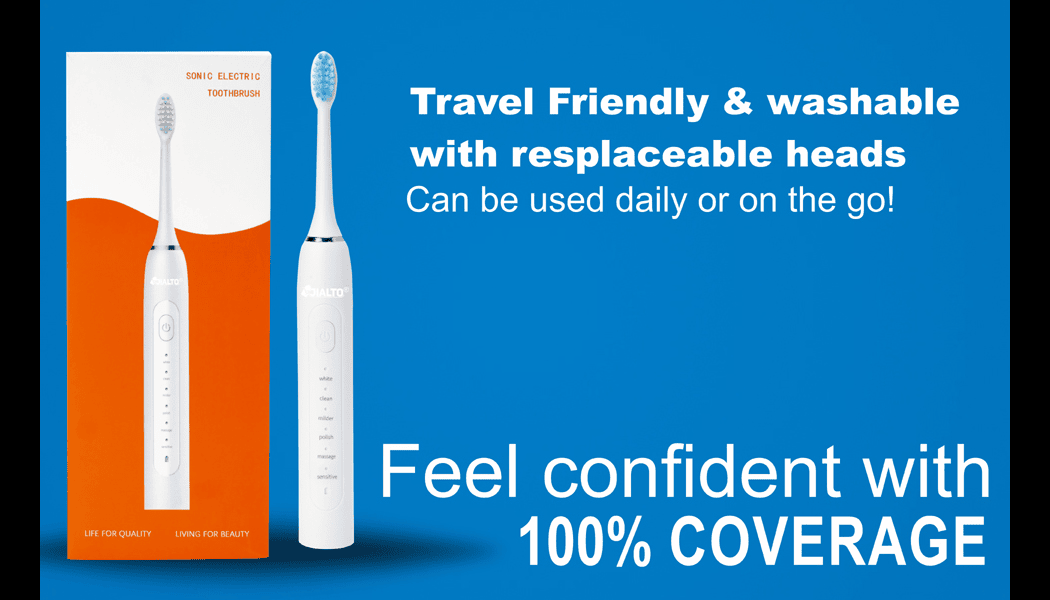 SONIC ELECTRIC
TOOTHBRUSH
LIFE FOR QUALITY LIVING FOR BEAUTY
white
clean
milder
polish
massage
sensitive
Travel Friendly & washable
with resplaceable heads
Can be used daily or on the go!
Feel confident with
100% COVERAGE